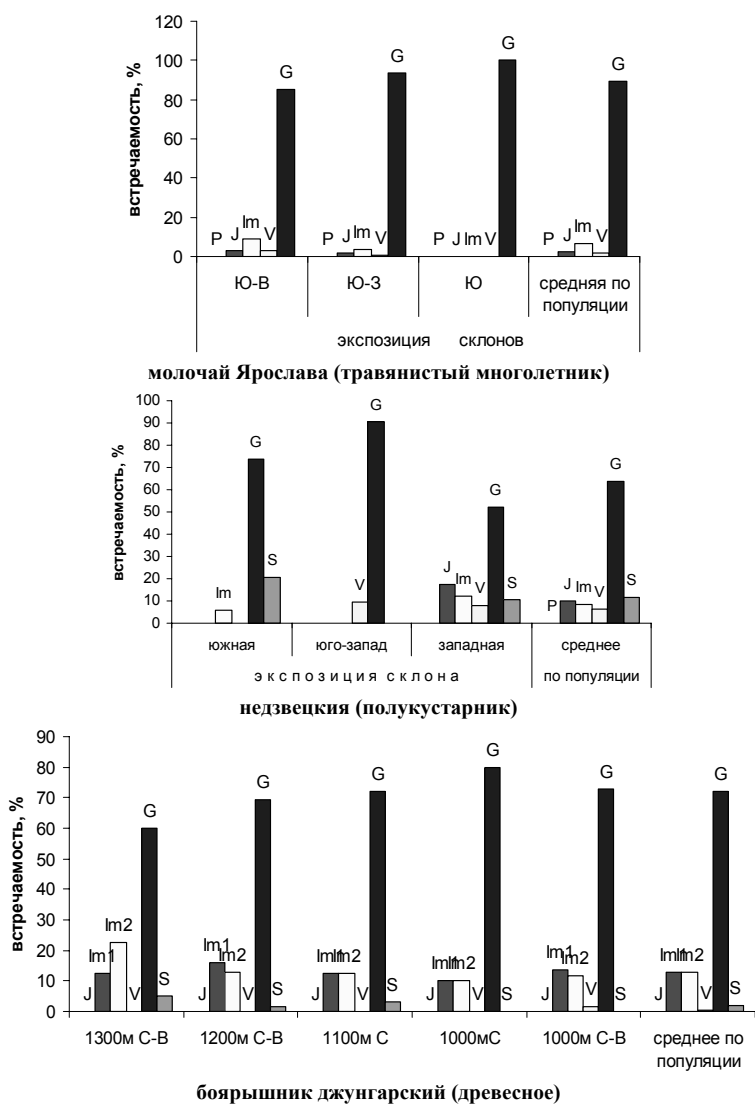 встречаемость, %
120
100
80
60
40
20
0
P J Im V G
P J Im V G
P J Im V G
P J Im V G
Ю-В Ю-З Ю средняя по популяции
экспозиция склонов
молочай Ярослава (травянистый многолетник)
встречаемость, %
100
90
80
70
60
50
40
30
20
10
0
Im G S
V G
J Im V G S
P J Im V G S
южная юго-запад западная среднее
экспозиция склона по популяции
недзвецкия (полукустарник)
встречаемость, %
90
80
70
60
50
40
30
20
10
0
J Im1 Im2 V G S
J Im1 Im2 V G S
J Im1 Im2 V G S
J Im1 Im2 V G S
J Im1 Im2 V G S
J Im1 Im2 V G S
1300м С-В 1200м С-В 1100м С 1000мС 1000м С-В среднее по
популяции
боярышник джунгарский (древесное)